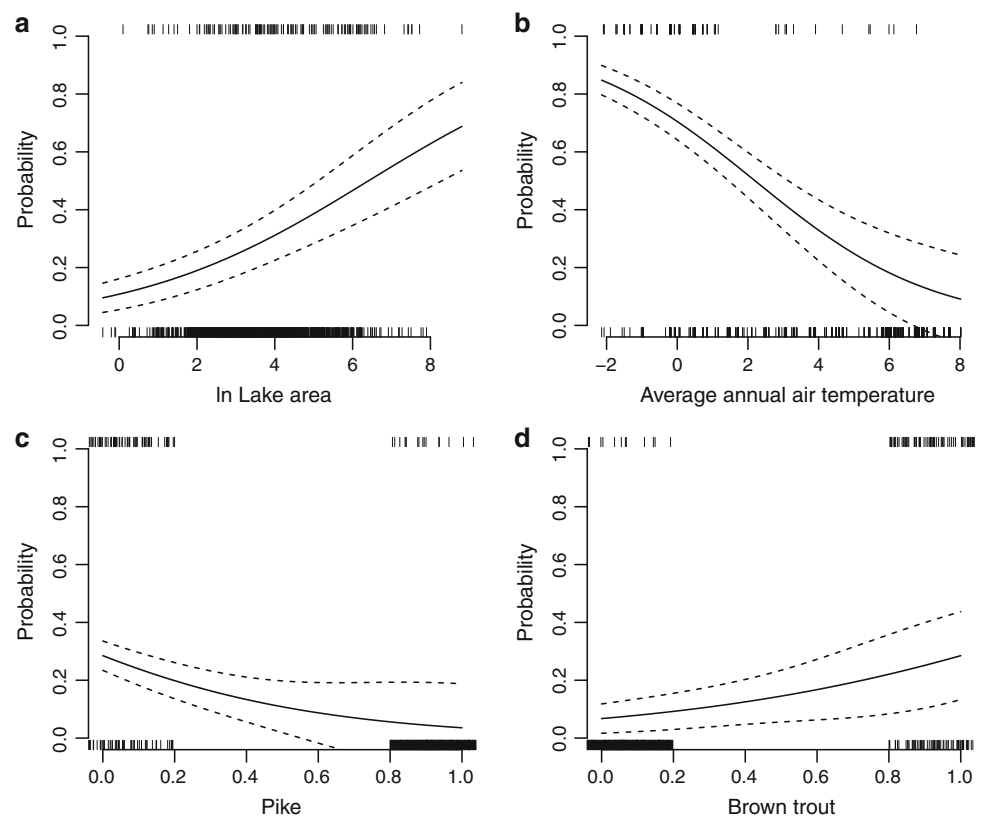 a
1.0
0.8
0.6
0.4
0.2
0.0
Probability
0 2 4 6 8
ln Lake area
b
1.0
0.8
0.6
0.4
0.2
0.0
Probability
−2 0 2 4 6 8
Average annual air temperature
c
1.0
0.8
0.6
0.4
0.2
0.0
Probability
0.0 0.2 0.4 0.6 0.8 1.0
Pike
d
1.0
0.8
0.6
0.4
0.2
0.0
Probability
0.0 0.2 0.4 0.6 0.8 1.0
Brown trout